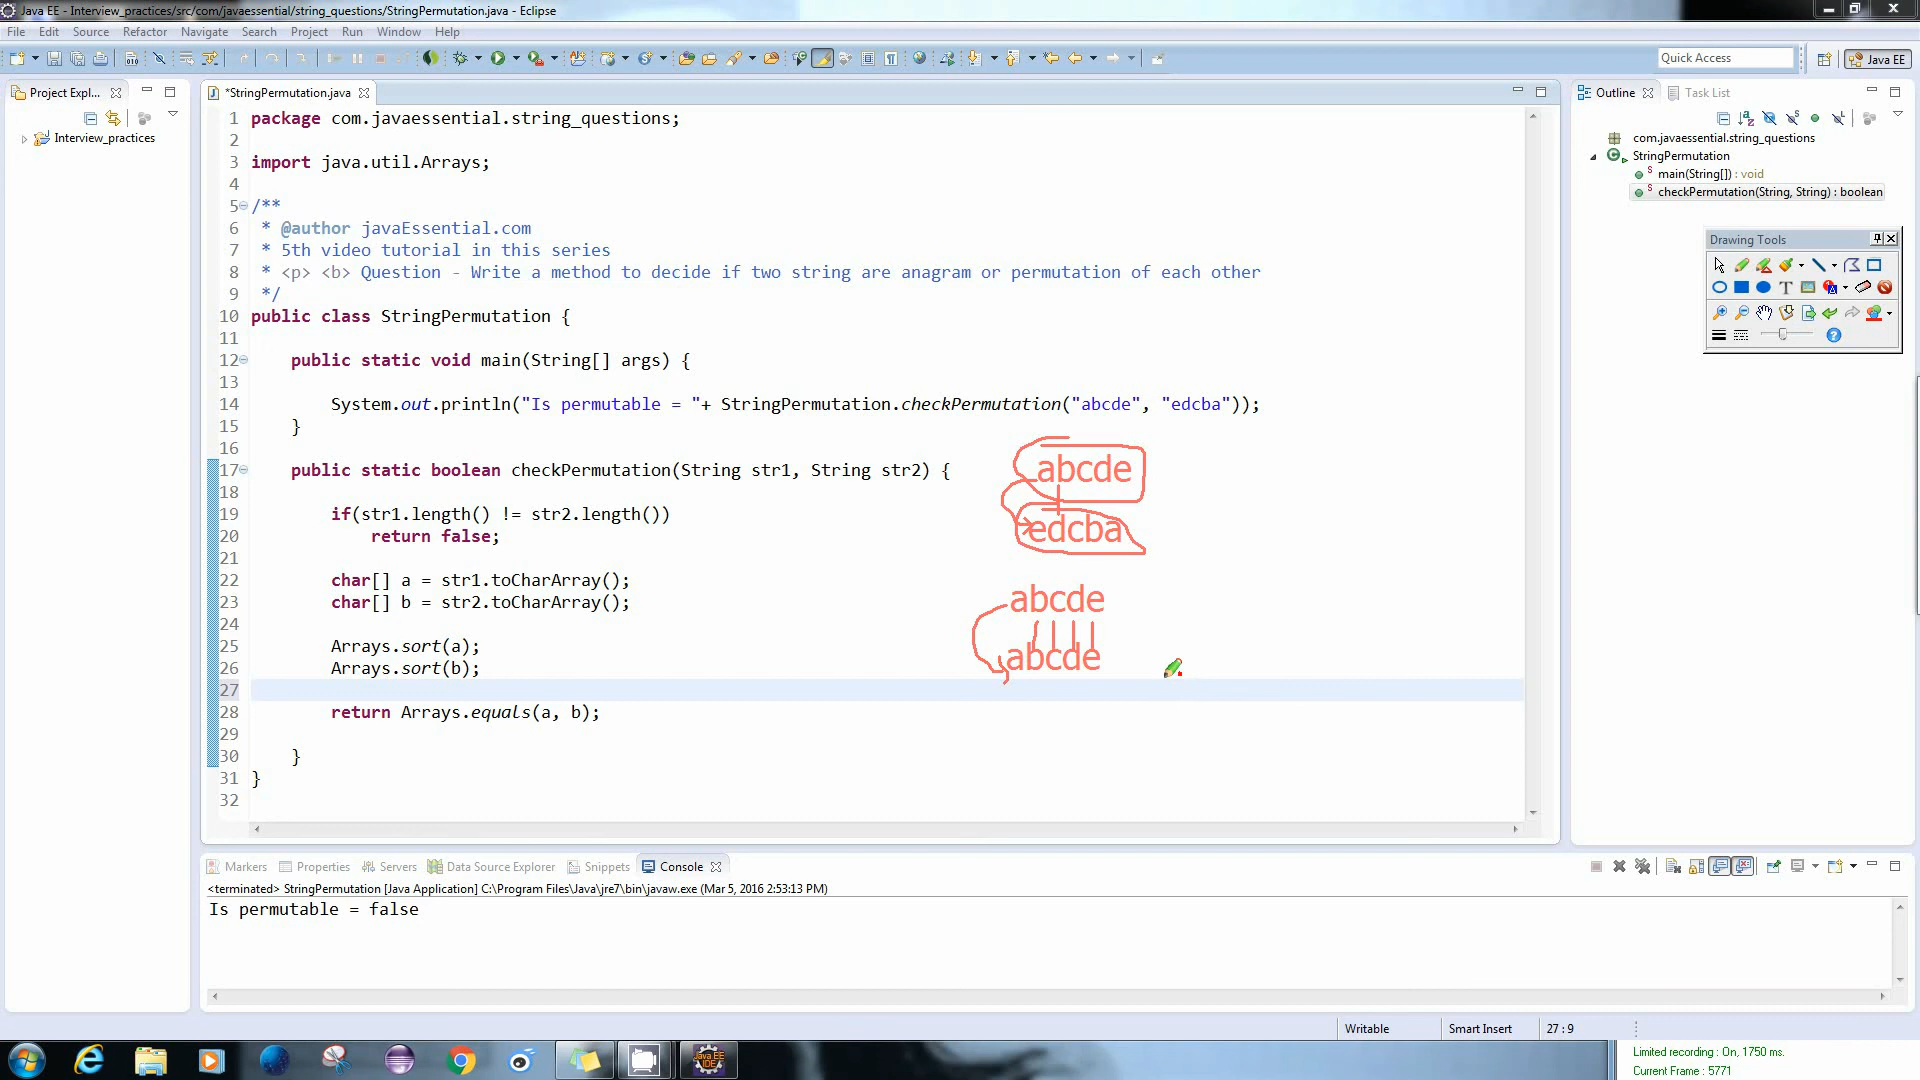 Java EE - Interview_practices/src/com/javaessential/string_questions/StringPermutation.java - Eclipse
File Edit Source Refactor Navigate Search Project Run Window Help
Quick Access
Java EE
Project Expl...
*StringPermutation.java
Outline
Task List
Interview_practices
1 package com.javaessential.string_questions;
2
3 import java.util.Arrays;
4
5 /**
6 * @author javaEssential.com
7 * 5th video tutorial in this series
8 * <p> <b> Question - Write a method to decide if two string are anagram or permutation of each other
9 */
10 public class StringPermutation {
11
12 public static void main(String[] args) {
13
14 System.out.println("Is permutable = "+ StringPermutation.checkPermutation("abcde", "edcba"));
15 }
16
17 public static boolean checkPermutation(String str1, String str2) {
18
19 if(str1.length() != str2.length())
20 return false;
21
22 char[] a = str1.toCharArray();
23 char[] b = str2.toCharArray();
24
25 Arrays.sort(a);
26 Arrays.sort(b);
27
28 return Arrays.equals(a, b);
29
30 }
31 }
32
abcde
edcba
abcde
abcde
com.javaessential.string_questions
StringPermutation
main(String[]) : void
checkPermutation(String, String) : boolean
Drawing Tools
Markers Properties Servers Data Source Explorer Snippets Console
<terminated> StringPermutation [Java Application] C:\Program Files\Java\jre7\bin\javaw.exe (Mar 5, 2016 2:53:13 PM)
Is permutable = false
Writable
Smart Insert
27 : 9
Java EE
IDE
Limited recording : On, 1750 ms.
Current Frame : 5771